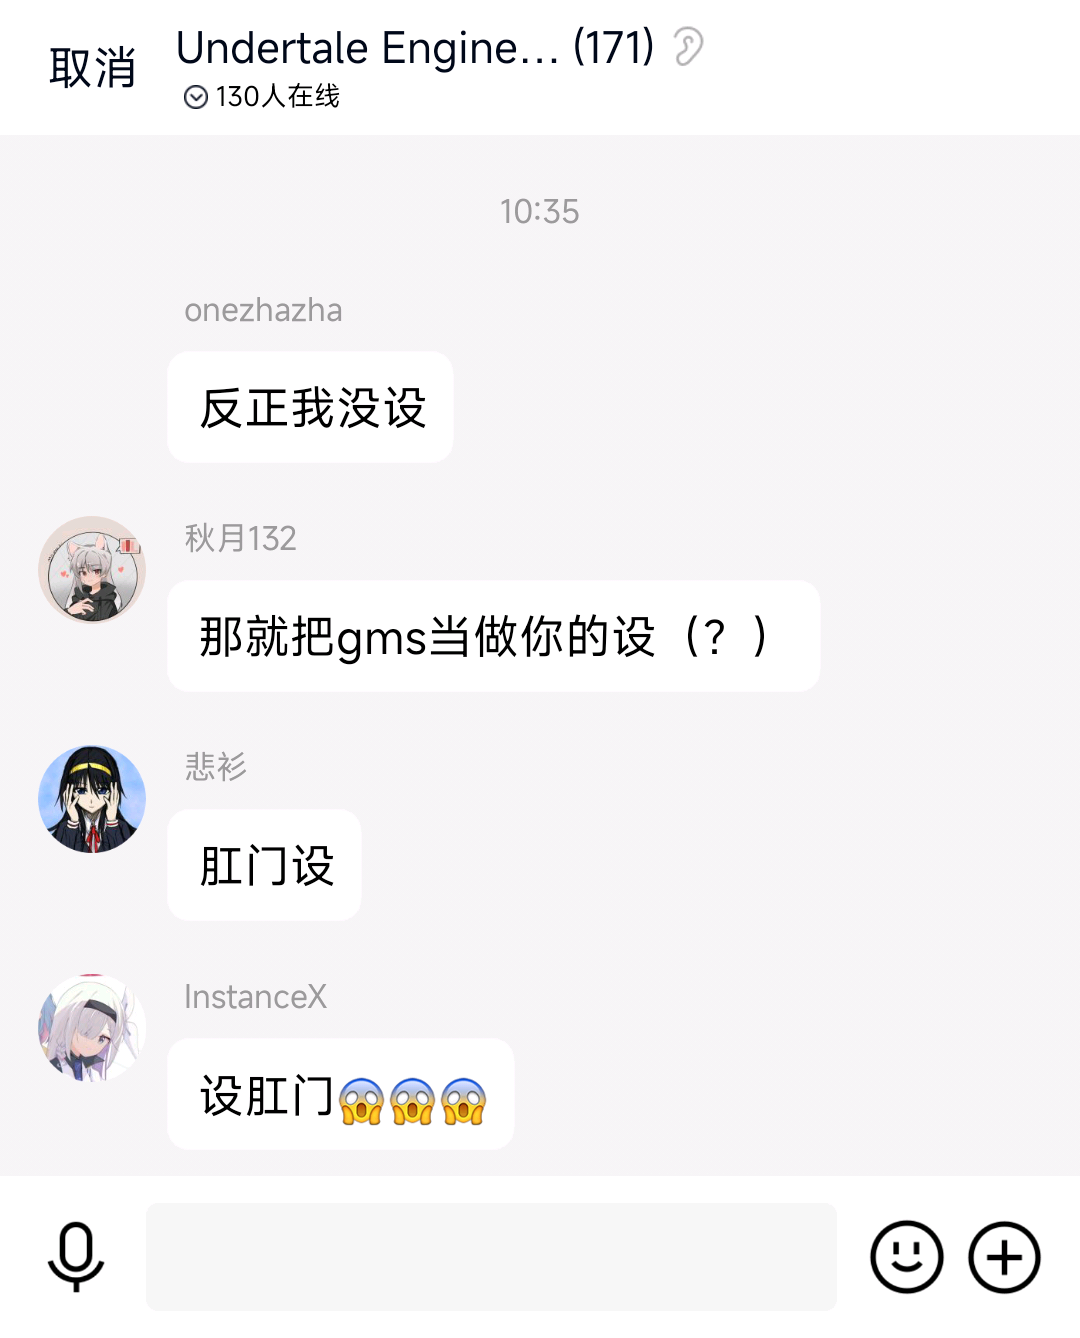 取消
Undertale Engine... (171)
130人在线
10:35
onezhazha
反正我没设
秋月132
那就把gms当做你的设（？）
悲衫
肛门设
InstanceX
设肛门😱😱😱